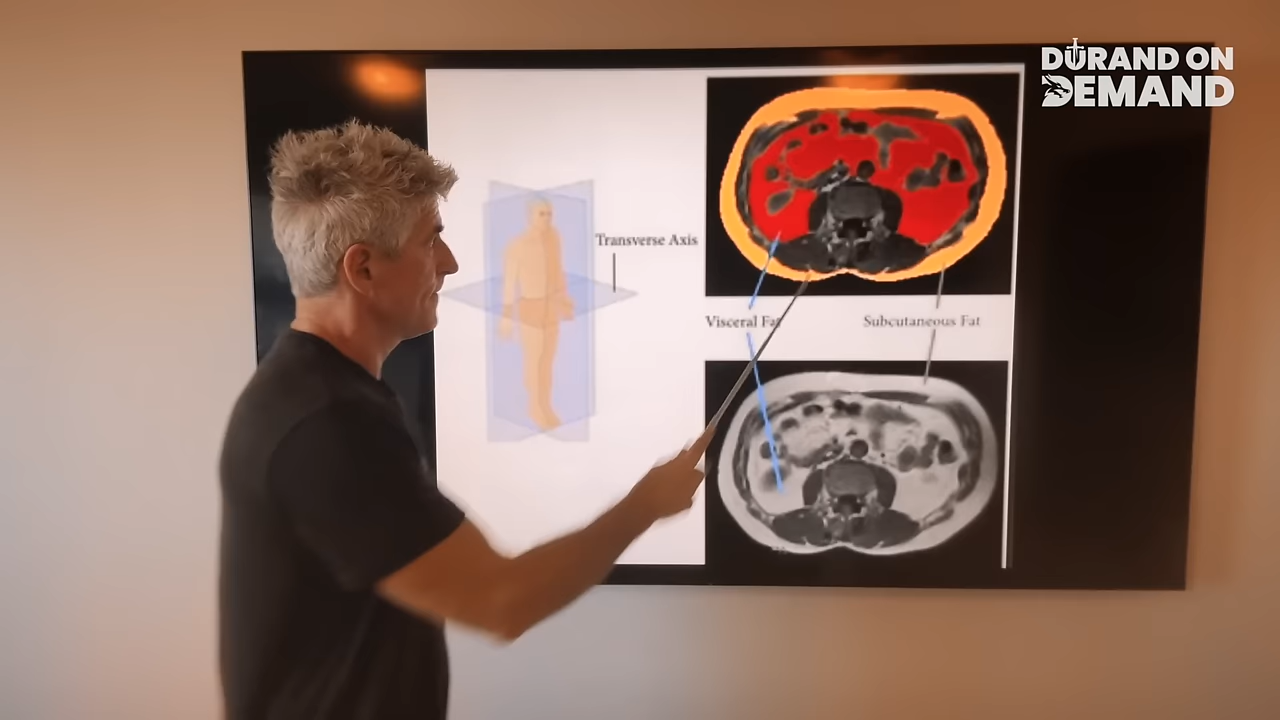 DURAND ON
DEMAND
Transverse Axis
Visceral Fat
Subcutaneous Fat